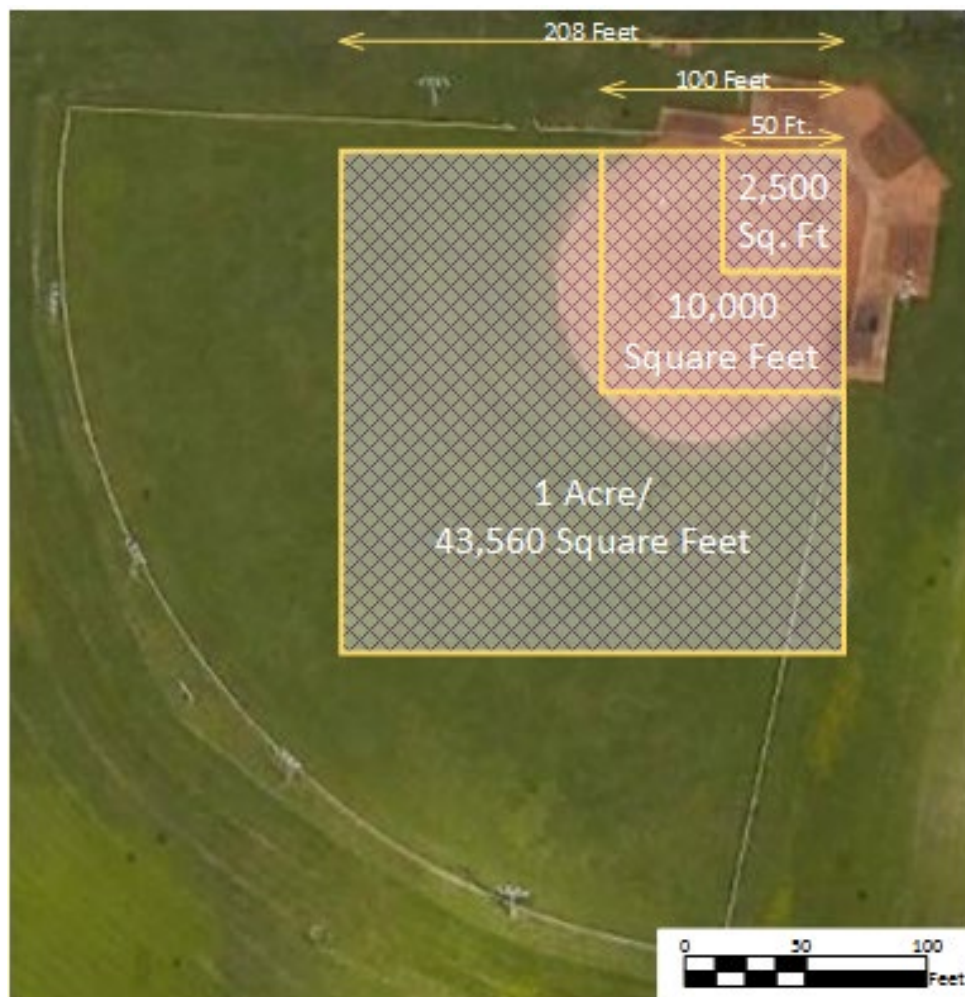 208 Feet
100 Feet
50 Ft.
2,500
Sq. Ft
10,000
Square Feet
1 Acre/
43,560 Square Feet
0 50 100
Feet